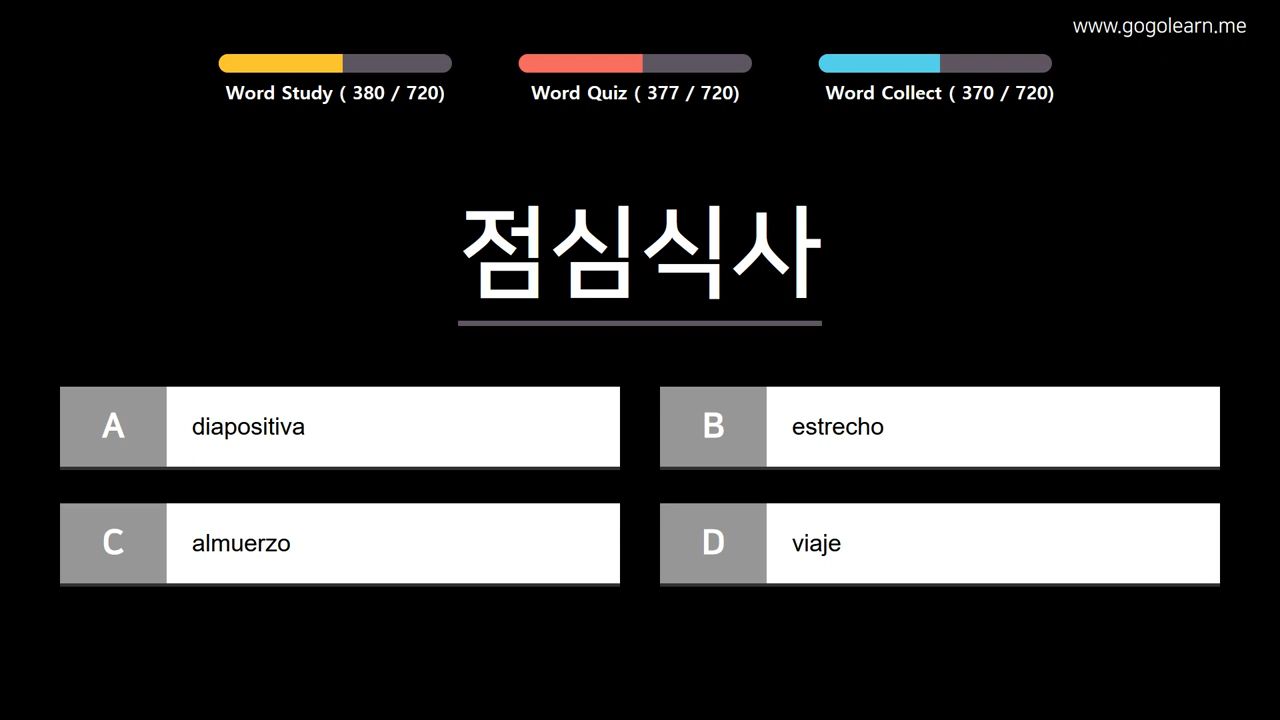 www.gogolearn.me
Word Study ( 380 / 720)
Word Quiz ( 377 / 720)
Word Collect ( 370 / 720)
점심식사
A
diapositiva
B
estrecho
C
almuerzo
D
viaje